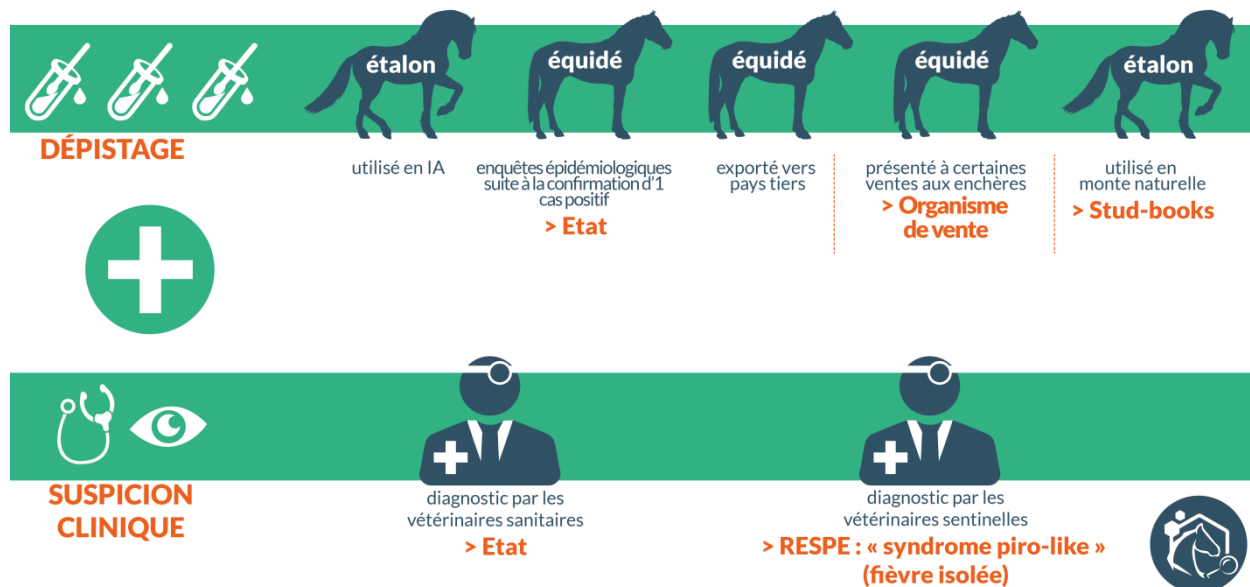 étalon
équidé
équidé
équidé
étalon
DÉPISTAGE
utilisé en IA
enquêtes épidémiologiques
suite à la confirmation d'1
cas positif
> Etat
exporté vers
pays tiers
présenté à certaines
ventes aux enchères
> Organisme
de vente
utilisé en
monte naturelle
> Stud-books
SUSPICION
CLINIQUE
diagnostic par les
vétérinaires sanitaires
> Etat
diagnostic par les
vétérinaires sentinelles
> RESPE : « syndrome piro-like »
(fièvre isolée)